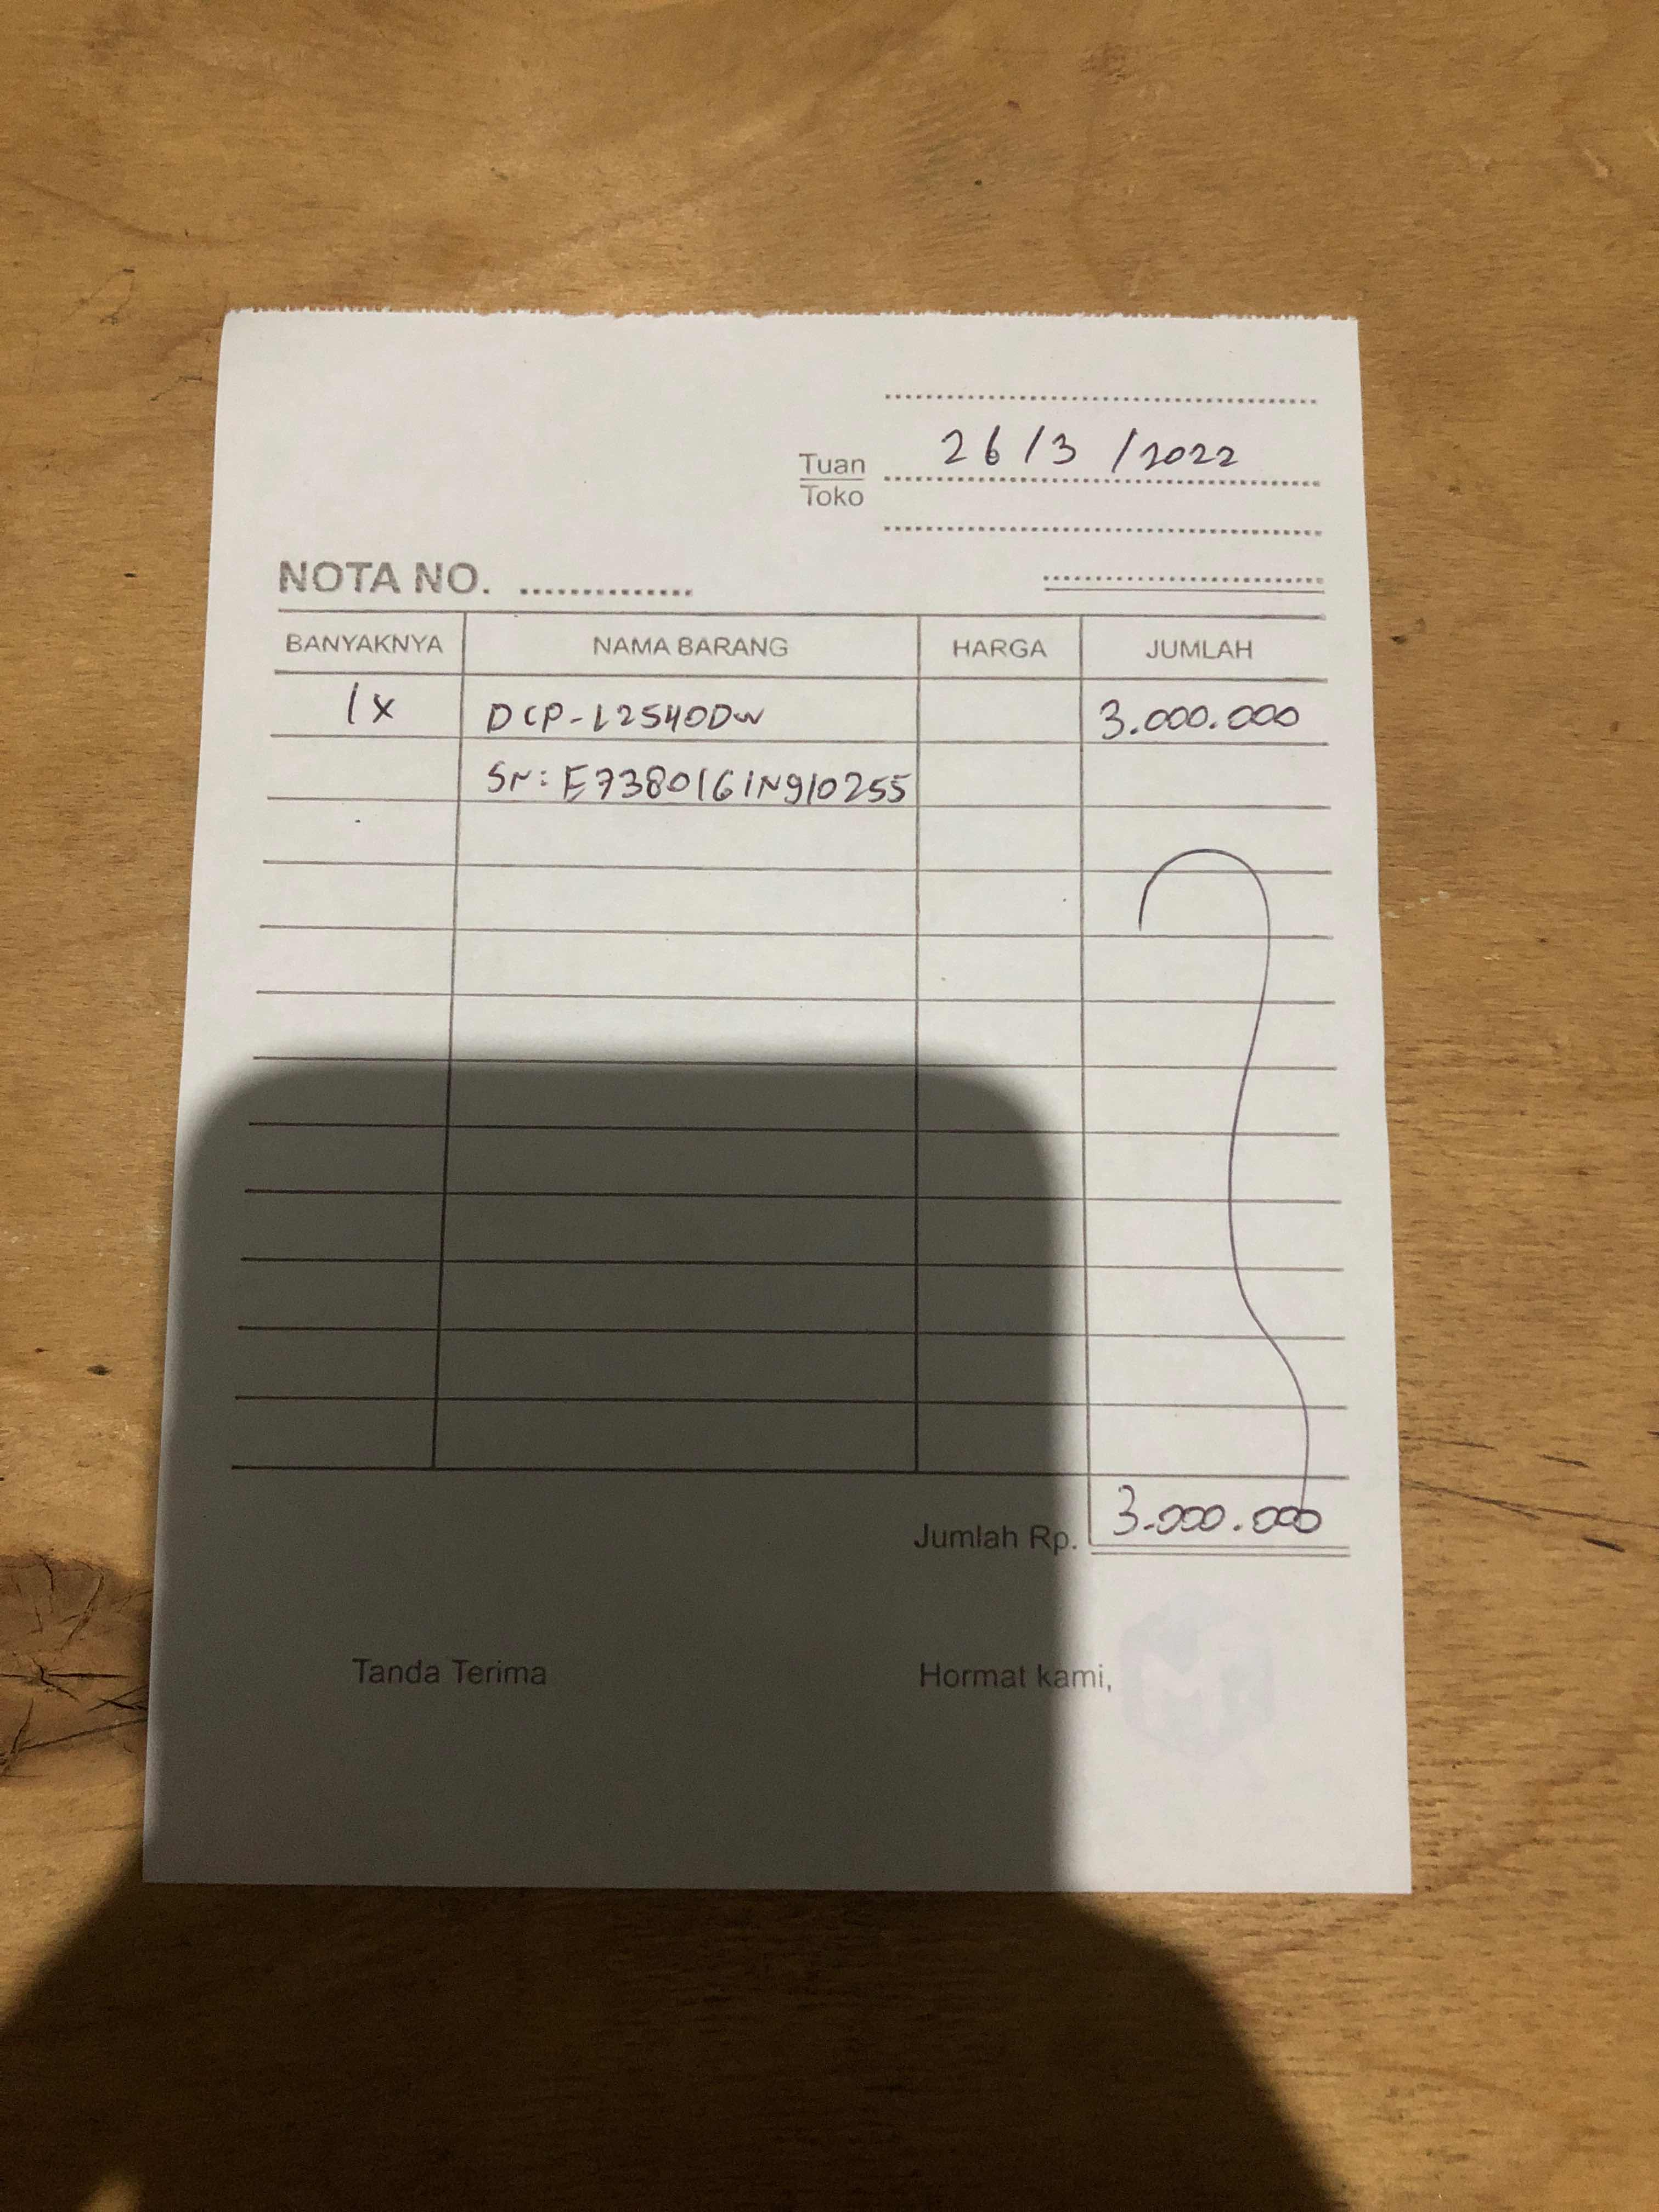 26/3/2022
Tuan
Toko
NOTA NO. ..............
BANYAKNYA NAMA BARANG HARGA JUMLAH
1x DCP-L2540DW 3.000.000
SN: E73801G1N910255
Jumlah Rp. 3.000.000
Tanda Terima Hormat kami,